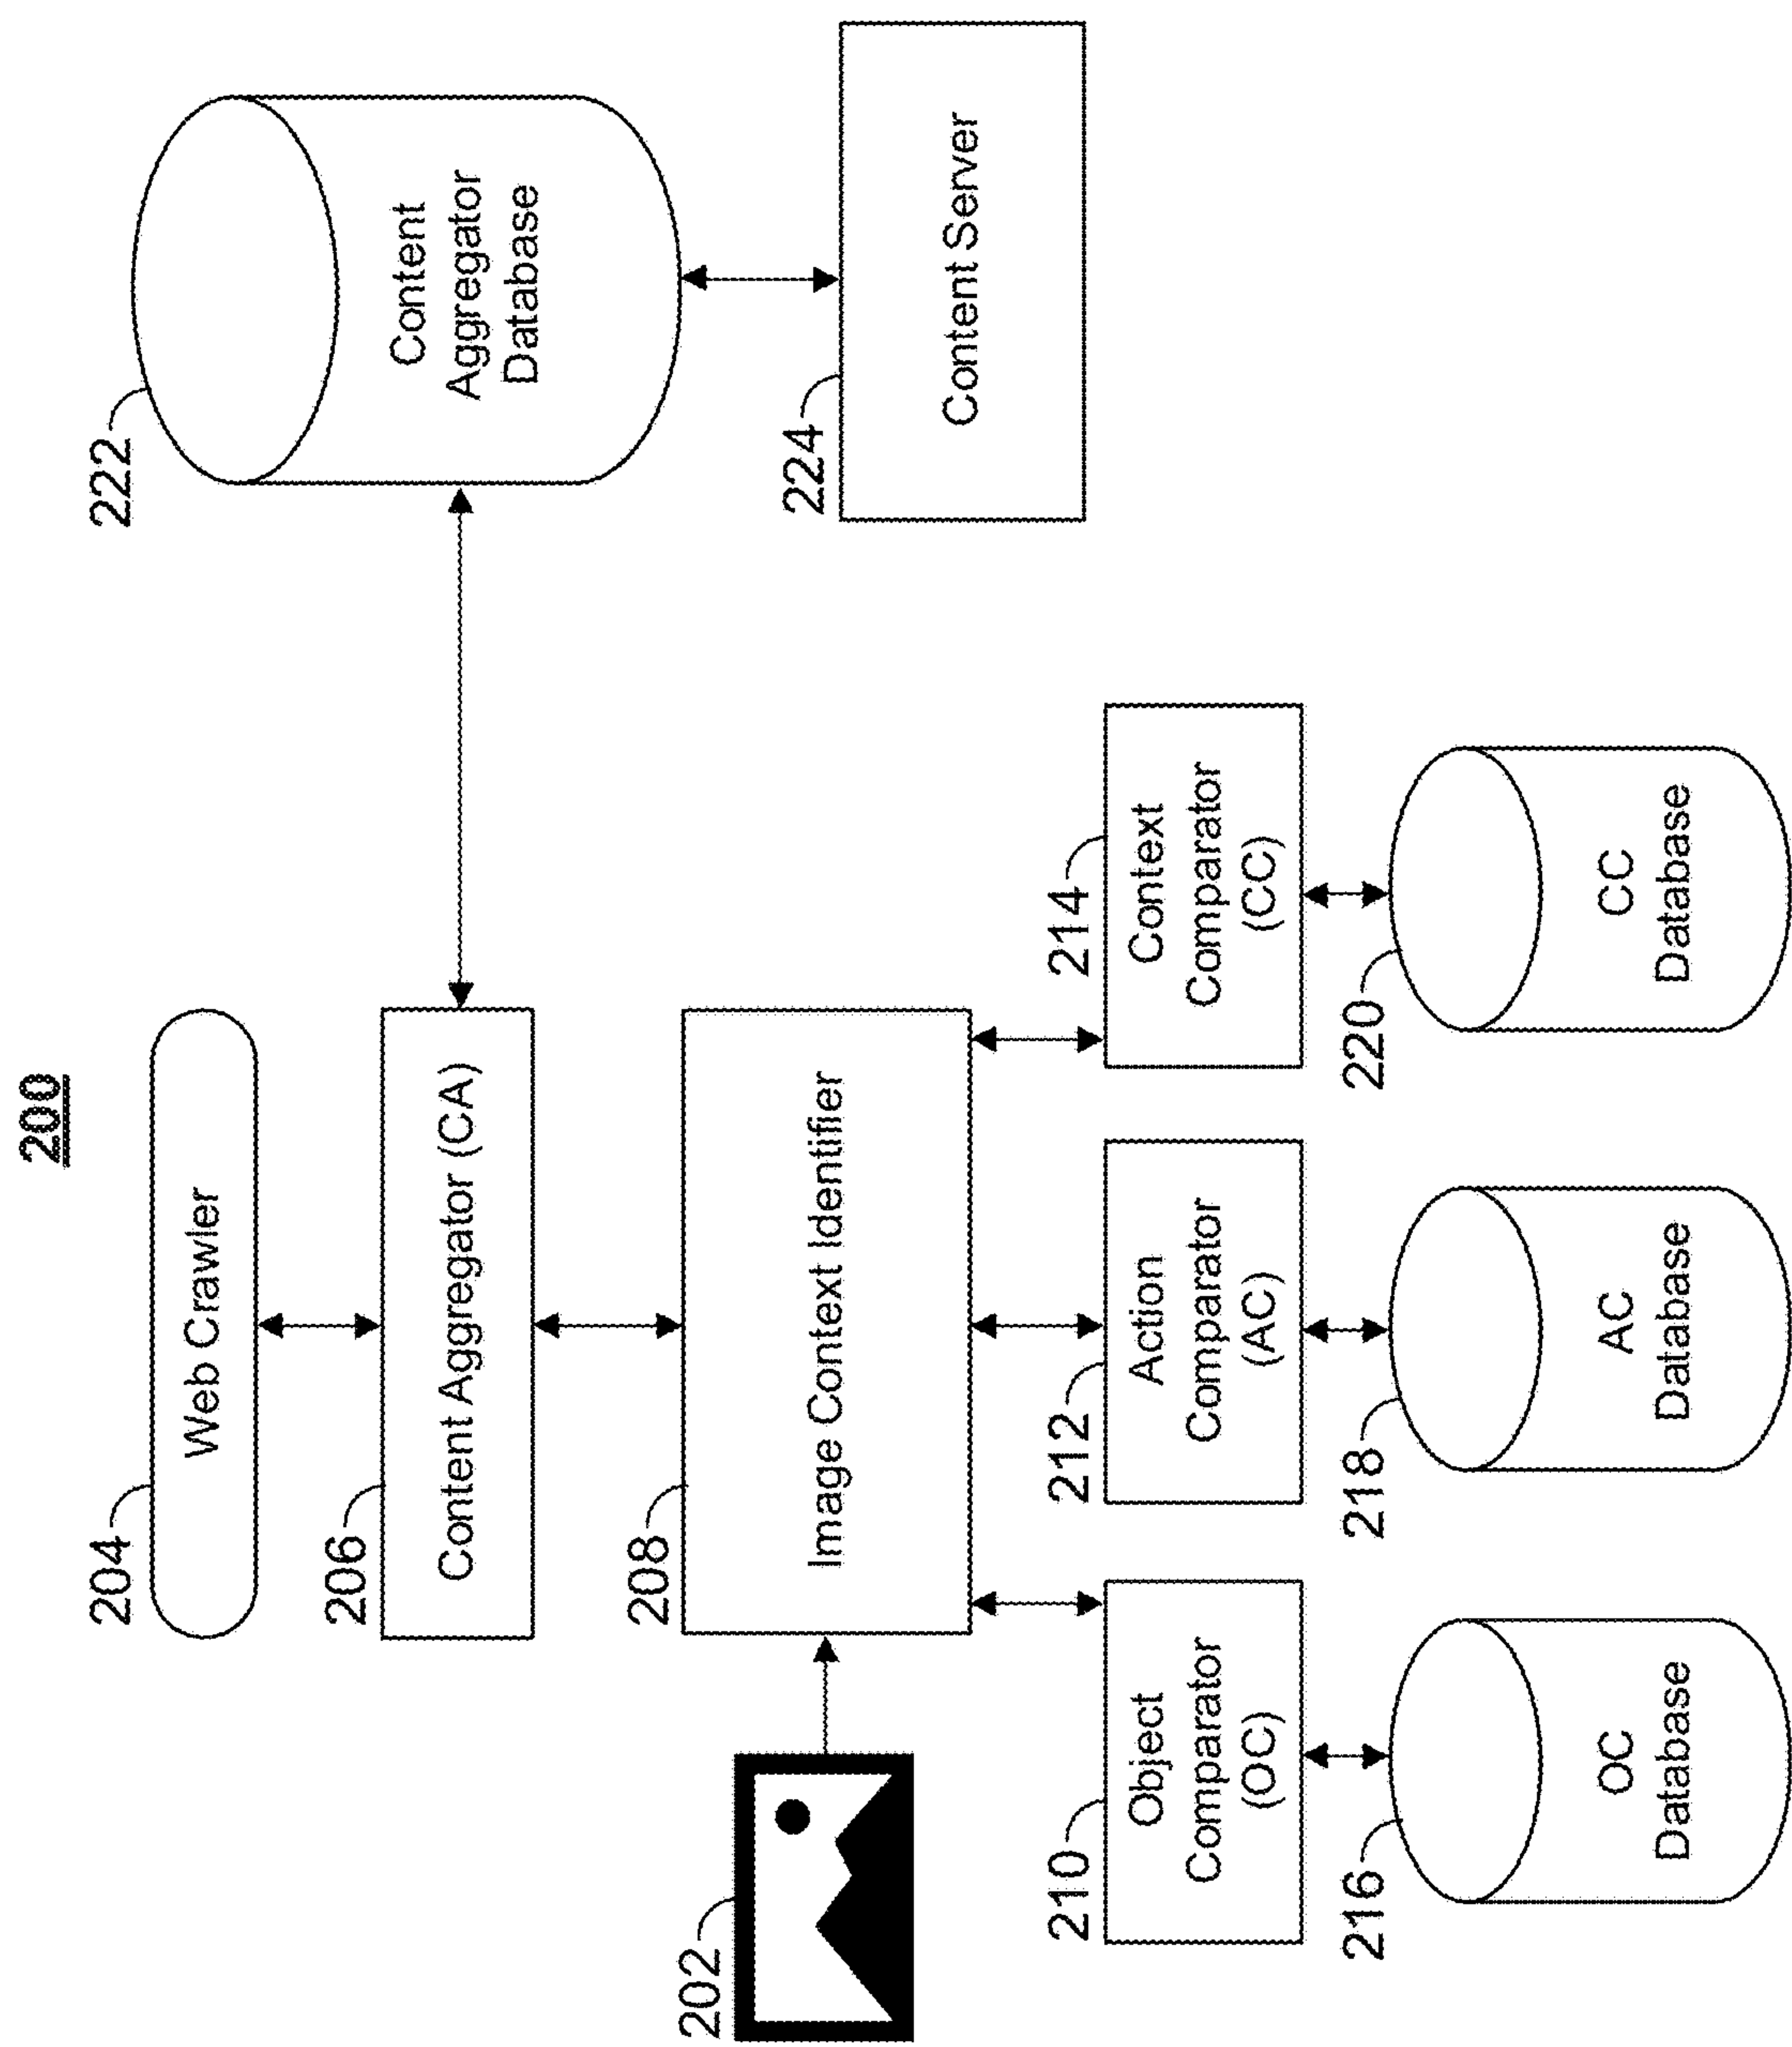 200
204
Web Crawler
222
Content
Aggregator
Database
206
Content Aggregator (CA)
202
208
Image Context Identifier
224
Content Server
210
Object
Comparator
(OC)
212
Action
Comparator
(AC)
214
Context
Comparator
(CC)
216
OC
Database
218
AC
Database
220
CC
Database